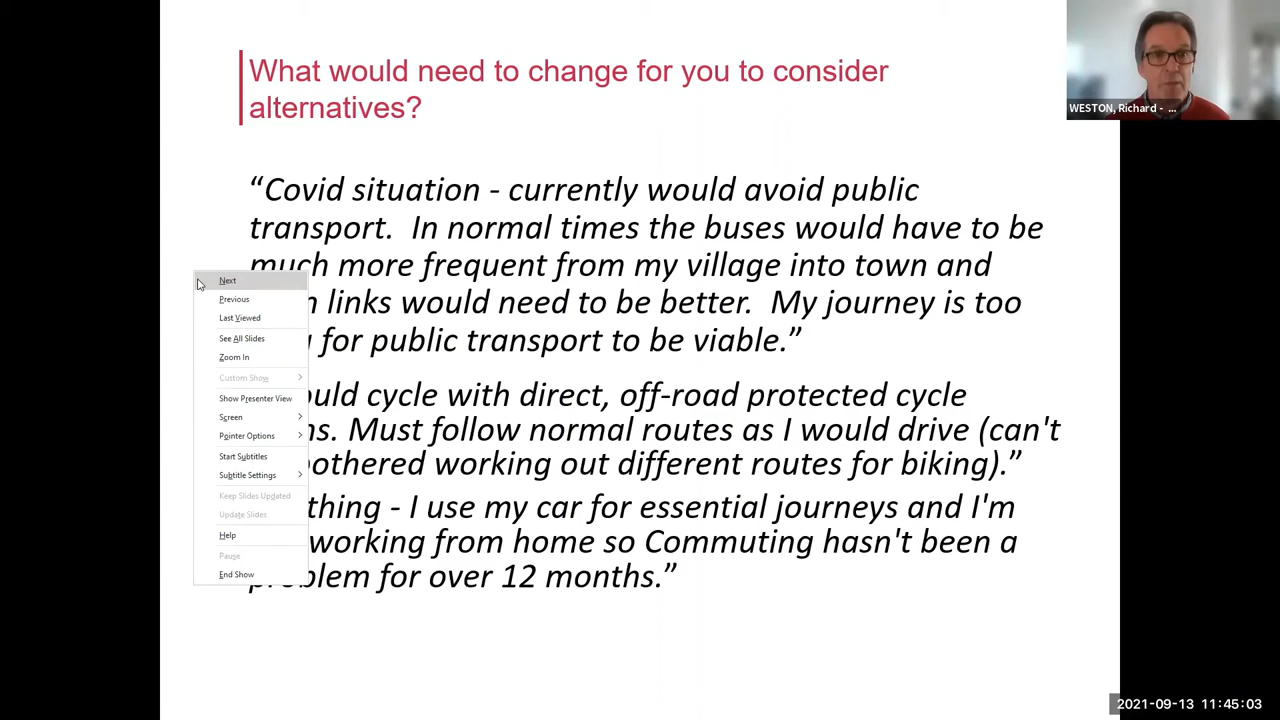 What would need to change for you to consider
alternatives?
WESTON, Richard - ...
“Covid situation - currently would avoid public
transport.  In normal times the buses would have to be
much more frequent from my village into town and
links would need to be better.  My journey is too
for public transport to be viable.”
cycle with direct, off-road protected cycle
Must follow normal routes as I would drive (can't
bothered working out different routes for biking).”
- I use my car for essential journeys and I'm
working from home so Commuting hasn't been a
problem for over 12 months.”
Next
Previous
Last Viewed
See All Slides
Zoom In
Custom Show
Show Presenter View
Screen
Pointer Options
Start Subtitles
Subtitle Settings
Keep Slides Updated
Update Slides
Help
Pause
End Show
2021-09-13 11:45:03